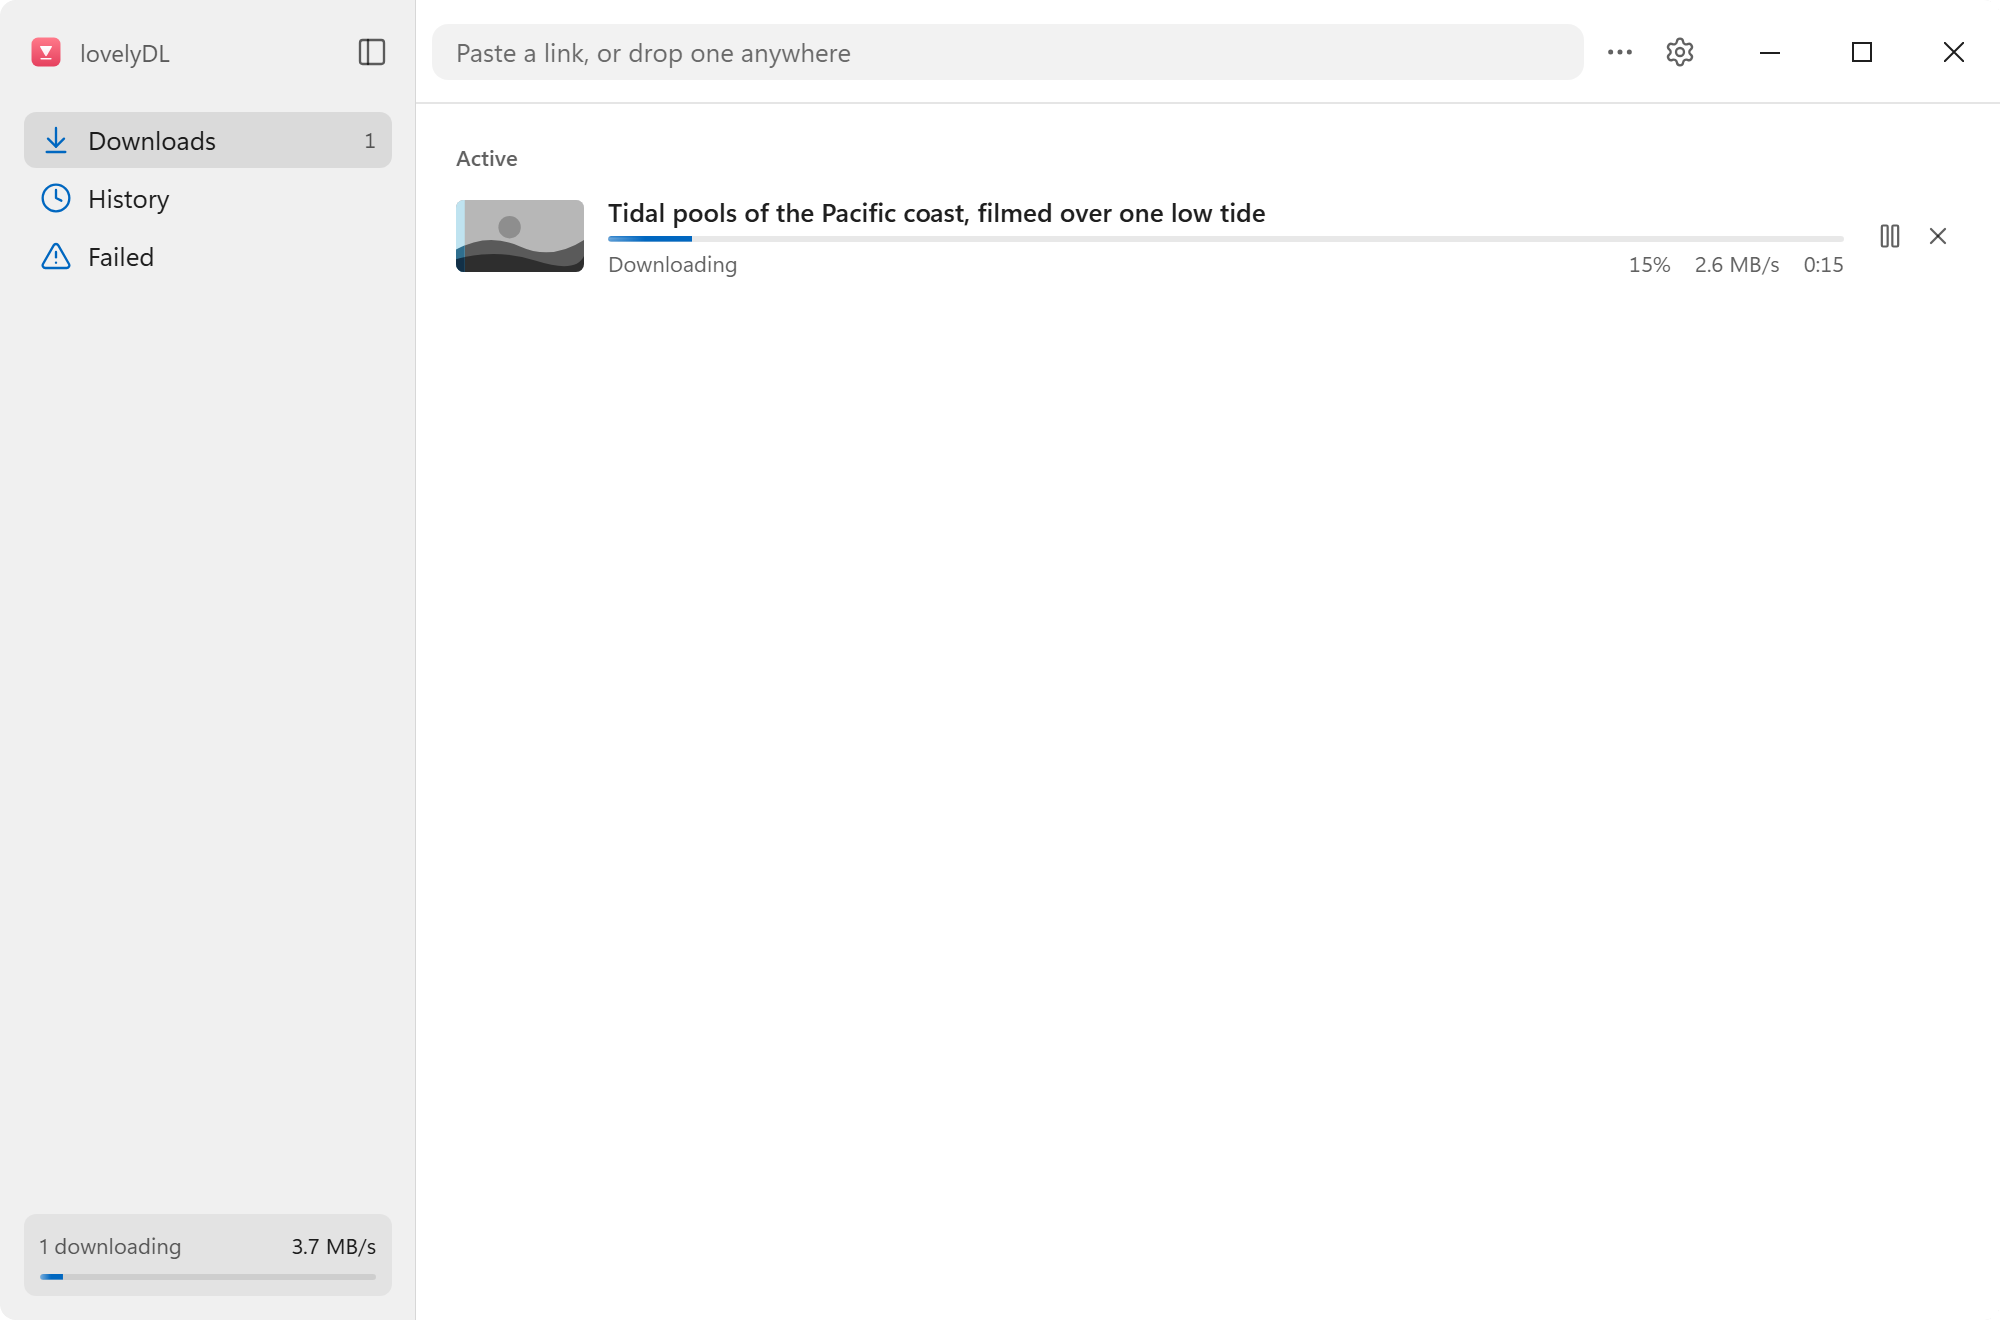 lovelyDL
Paste a link, or drop one anywhere
Downloads 1
History
Failed
Active
Tidal pools of the Pacific coast, filmed over one low tide
Downloading 15% 2.6 MB/s 0:15
1 downloading 3.7 MB/s